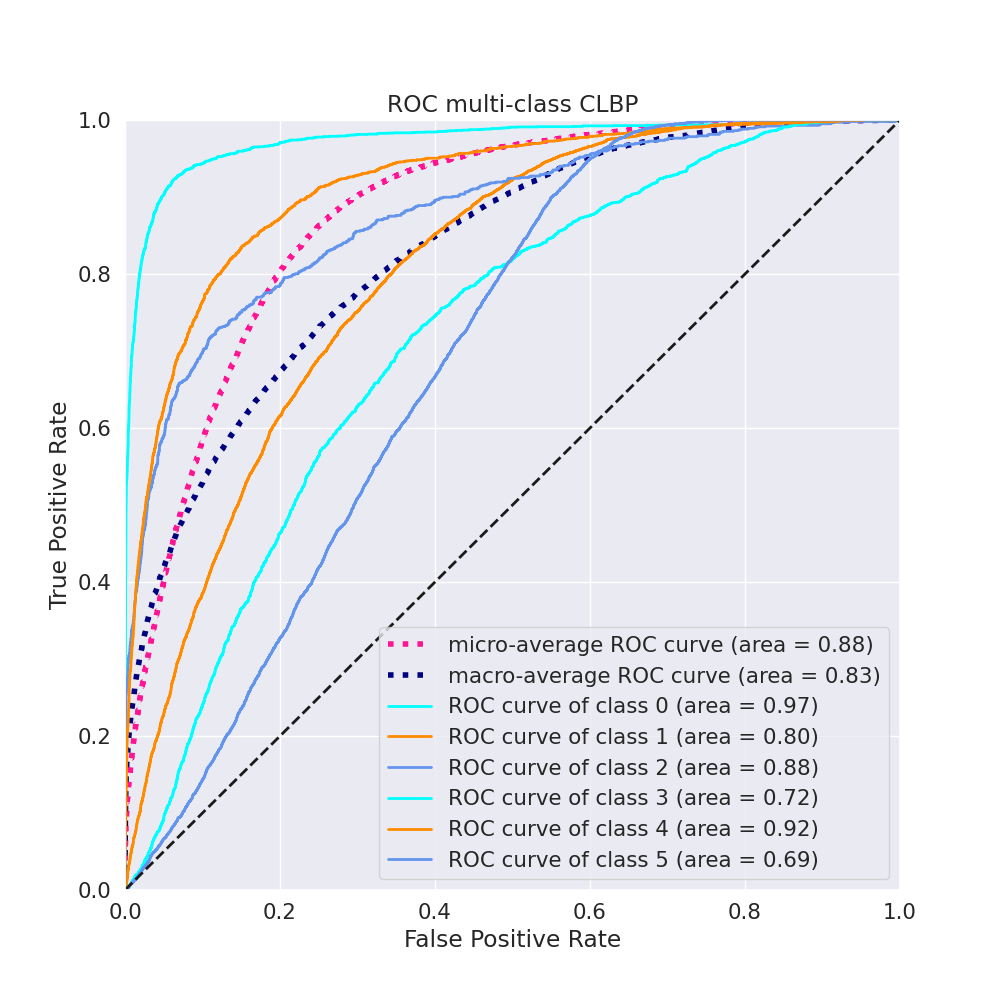 ROC multi-class CLBP
1.0
0.8
0.6
0.4
0.2
0.0
True Positive Rate
micro-average ROC curve (area = 0.88)
macro-average ROC curve (area = 0.83)
ROC curve of class 0 (area = 0.97)
ROC curve of class 1 (area = 0.80)
ROC curve of class 2 (area = 0.88)
ROC curve of class 3 (area = 0.72)
ROC curve of class 4 (area = 0.92)
ROC curve of class 5 (area = 0.69)
0.0 0.2 0.4 0.6 0.8 1.0
False Positive Rate